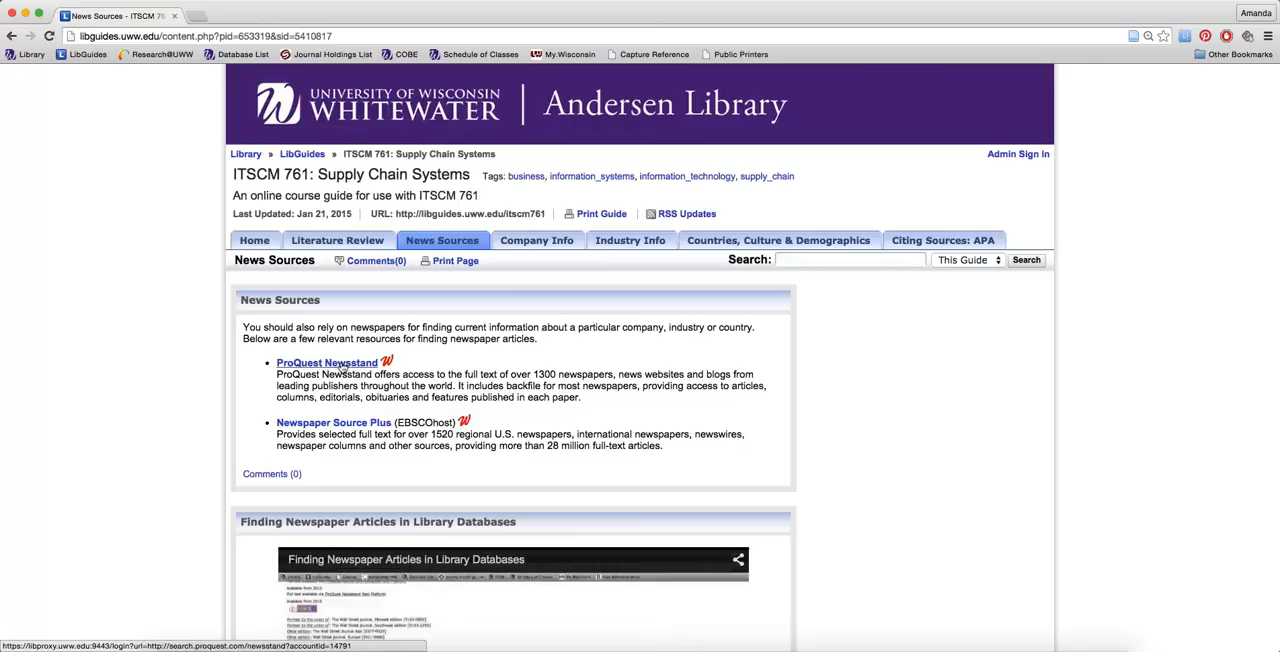 News Sources - ITSCM 76
Amanda
libguides.uww.edu/content.php?pid=653319&sid=5410817
Library LibGuides Research@UWW Database List Journal Holdings List COBE Schedule of Classes My.Wisconsin Capture Reference Public Printers Other Bookmarks
UNIVERSITY OF WISCONSIN
WHITEWATER
Andersen Library
Library » LibGuides » ITSCM 761: Supply Chain Systems Admin Sign In
ITSCM 761: Supply Chain Systems Tags: business, information_systems, information_technology, supply_chain
An online course guide for use with ITSCM 761
Last Updated: Jan 21, 2015 URL: http://libguides.uww.edu/itscm761 Print Guide RSS Updates
Home Literature Review News Sources Company Info Industry Info Countries, Culture & Demographics Citing Sources: APA
News Sources Comments(0) Print Page Search: This Guide Search
News Sources
You should also rely on newspapers for finding current information about a particular company, industry or country.
Below are a few relevant resources for finding newspaper articles.
• ProQuest Newsstand W
ProQuest Newsstand offers access to the full text of over 1300 newspapers, news websites and blogs from
leading publishers throughout the world. It includes backfile for most newspapers, providing access to articles,
columns, editorials, obituaries and features published in each paper.
• Newspaper Source Plus (EBSCOhost) W
Provides selected full text for over 1520 regional U.S. newspapers, international newspapers, newswires,
newspaper columns and other sources, providing more than 28 million full-text articles.
Comments (0)
Finding Newspaper Articles in Library Databases
Finding Newspaper Articles in Library Databases
https://libproxy.uww.edu:9443/login?url=http://search.proquest.com/newsstand?accountid=14791